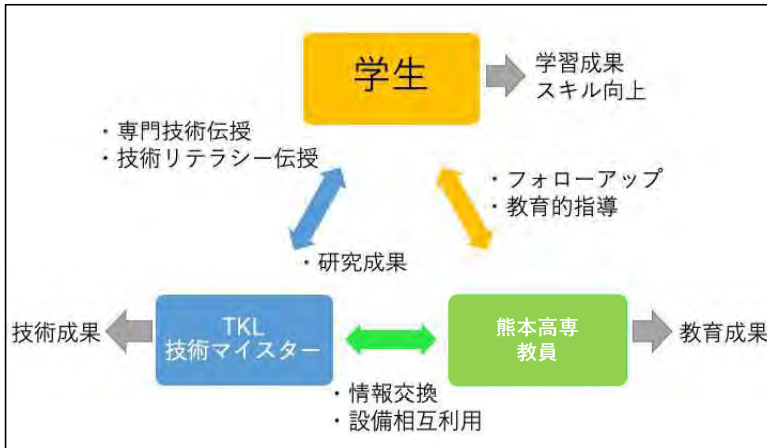 学生
学習成果
スキル向上
・専門技術伝授
・技術リテラシー伝授
・フォローアップ
・教育的指導
・研究成果
技術成果
TKL
技術マイスター
熊本高専
教員
教育成果
・情報交換
・設備相互利用